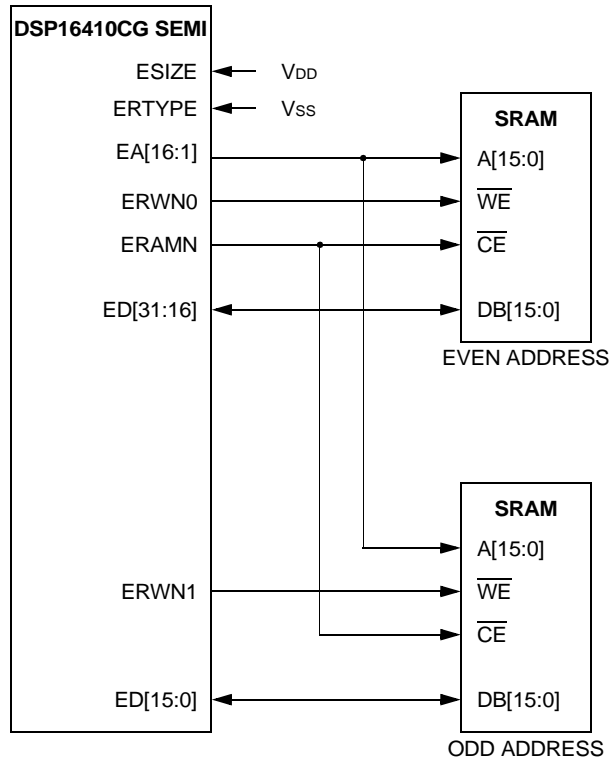 DSP16410CG SEMI
ESIZE VDD
ERTYPE VSS
EA[16:1]
ERWN0
ERAMN
ED[31:16]
SRAM
A[15:0]
WE
CE
DB[15:0]
EVEN ADDRESS
ERWN1
ED[15:0]
SRAM
A[15:0]
WE
CE
DB[15:0]
ODD ADDRESS